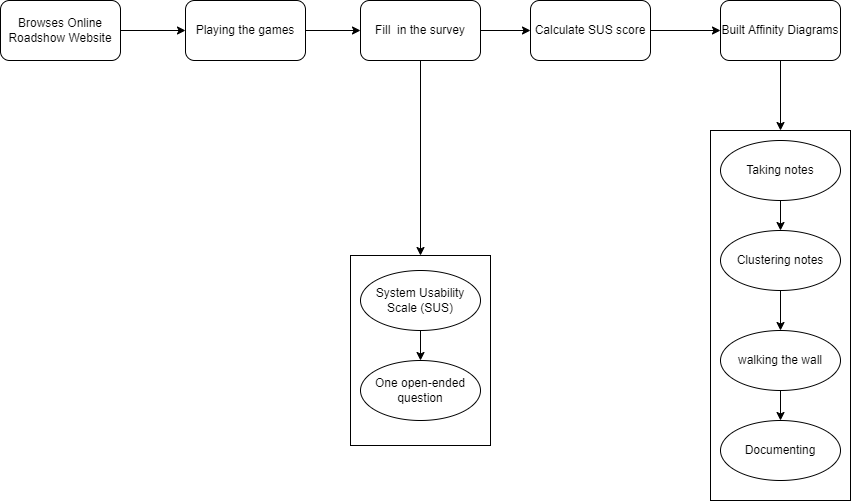 Browses Online
Roadshow Website
Playing the games
Fill in the survey
Calculate SUS score
Built Affinity Diagrams
System Usability
Scale (SUS)
One open-ended
question
Taking notes
Clustering notes
walking the wall
Documenting